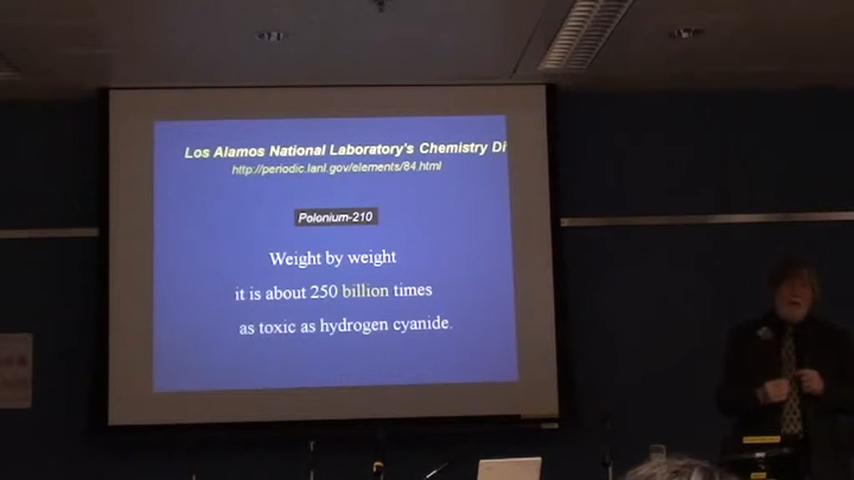 Los Alamos National Laboratory's Chemistry Di
http://periodic.lanl.gov/elements/84.html
Polonium-210
Weight by weight
it is about 250 billion times
as toxic as hydrogen cyanide.